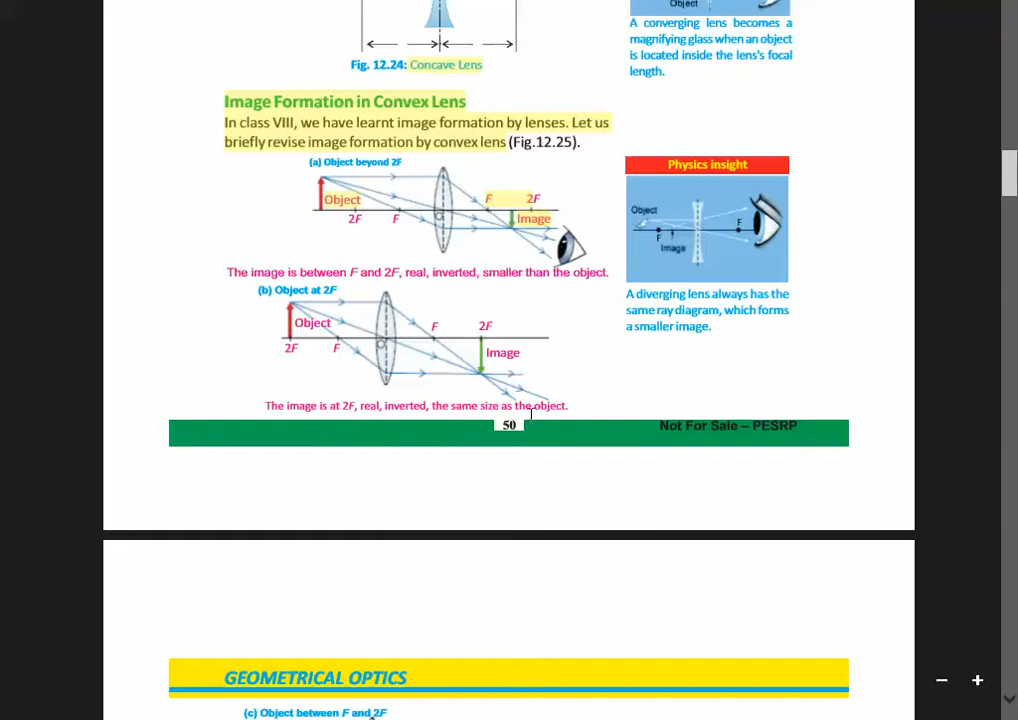 Object
A converging lens becomes a
magnifying glass when an object
is located inside the lens's focal
length.
Fig. 12.24: Concave Lens
Image Formation in Convex Lens
In class VIII, we have learnt image formation by lenses. Let us
briefly revise image formation by convex lens (Fig.12.25).
(a) Object beyond 2F
Object
F
2F
2F
F
O
Image
The image is between F and 2F, real, inverted, smaller than the object.
(b) Object at 2F
Object
F
2F
2F
F
O
Image
The image is at 2F, real, inverted, the same size as the object.
Physics insight
Object
F
F
Image
A diverging lens always has the
same ray diagram, which forms
a smaller image.
50
Not For Sale – PESRP
GEOMETRICAL OPTICS
(c) Object between F and 2F